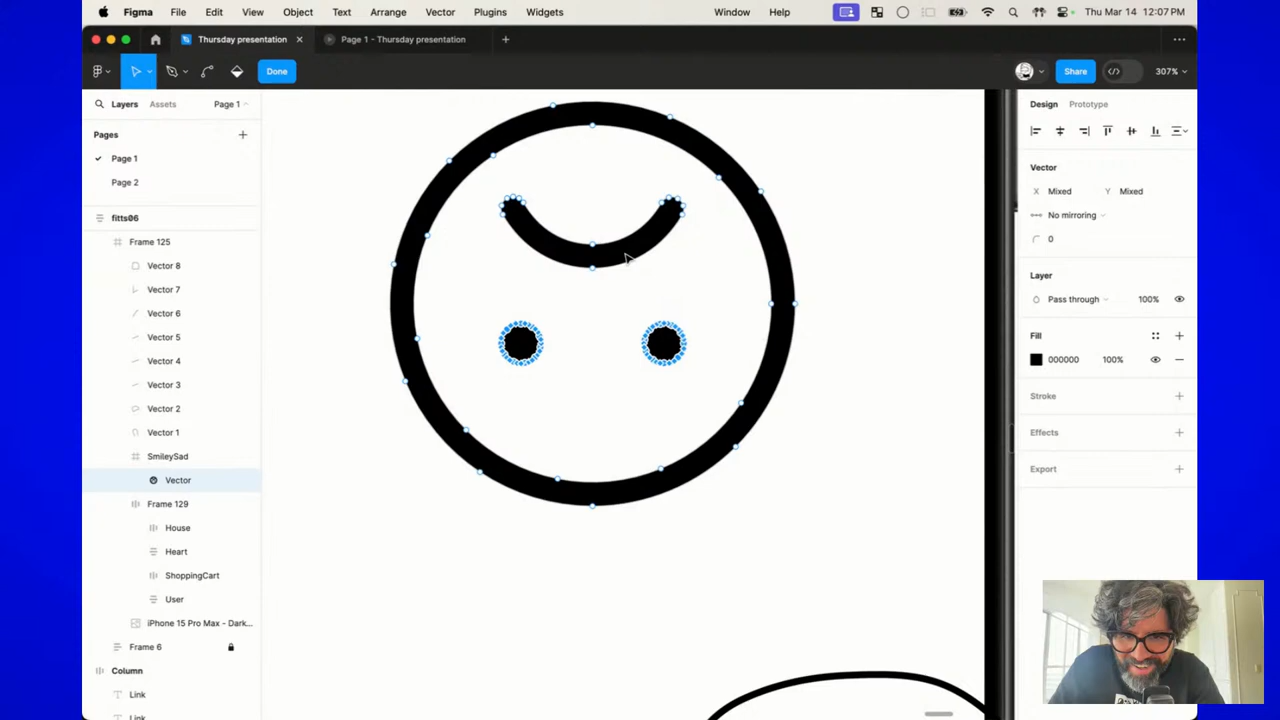 Figma File Edit View Object Text Arrange Vector Plugins Widgets Window Help Thu Mar 14 12:07 PM
Thursday presentation Page 1 - Thursday presentation
Done Share 307%
Layers Assets Page 1
Pages
Page 1
Page 2
fitts06
Frame 125
Vector 8
Vector 7
Vector 6
Vector 5
Vector 4
Vector 3
Vector 2
Vector 1
SmileySad
Vector
Frame 129
House
Heart
ShoppingCart
User
iPhone 15 Pro Max - Dark...
Frame 6
Column
Link
Link
Design Prototype
Vector
X Mixed Y Mixed
No mirroring
0
Layer
Pass through 100%
Fill
000000 100%
Stroke
Effects
Export